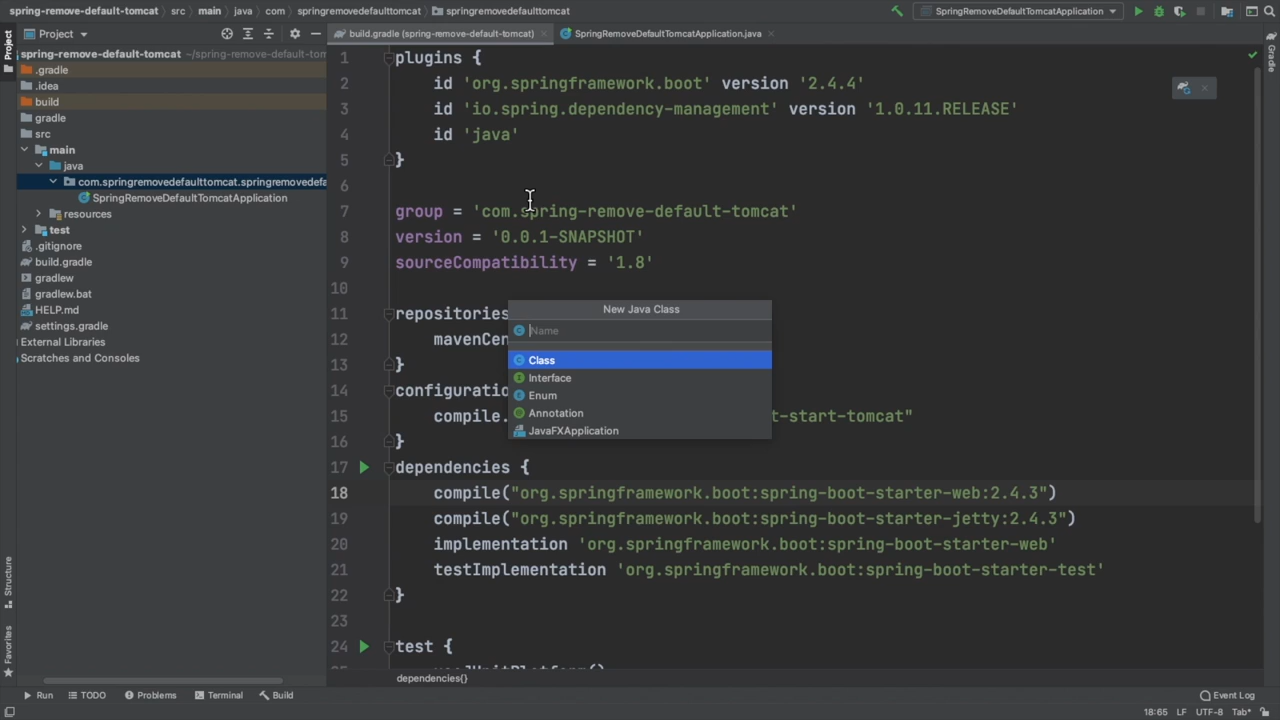 spring-remove-default-tomcat src main java com springremovedefaulttomcat springremovedefaulttomcat
SpringRemoveDefaultTomcatApplication
Project
build.gradle (spring-remove-default-tomcat)
SpringRemoveDefaultTomcatApplication.java
Project
Gradle
spring-remove-default-tomcat ~/spring-remove-default-tom
.gradle
.idea
build
gradle
src
main
java
com.springremovedefaulttomcat.springremovedefa
SpringRemoveDefaultTomcatApplication
resources
test
.gitignore
build.gradle
gradlew
gradlew.bat
HELP.md
settings.gradle
External Libraries
Scratches and Consoles
1 plugins {
2 id 'org.springframework.boot' version '2.4.4'
3 id 'io.spring.dependency-management' version '1.0.11.RELEASE'
4 id 'java'
5 }
6
7 group = 'com.spring-remove-default-tomcat'
8 version = '0.0.1-SNAPSHOT'
9 sourceCompatibility = '1.8'
10
11 repositories
12 mavenCen
13 }
14 configuratio
15 compile. t-start-tomcat"
16 }
17 dependencies {
18 compile("org.springframework.boot:spring-boot-starter-web:2.4.3")
19 compile("org.springframework.boot:spring-boot-starter-jetty:2.4.3")
20 implementation 'org.springframework.boot:spring-boot-starter-web'
21 testImplementation 'org.springframework.boot:spring-boot-starter-test'
22 }
23
24 test {
New Java Class
Name
Class
Interface
Enum
Annotation
JavaFXApplication
dependencies{}
Structure
Favorites
Run TODO Problems Terminal Build Event Log
18:65 LF UTF-8 Tab*